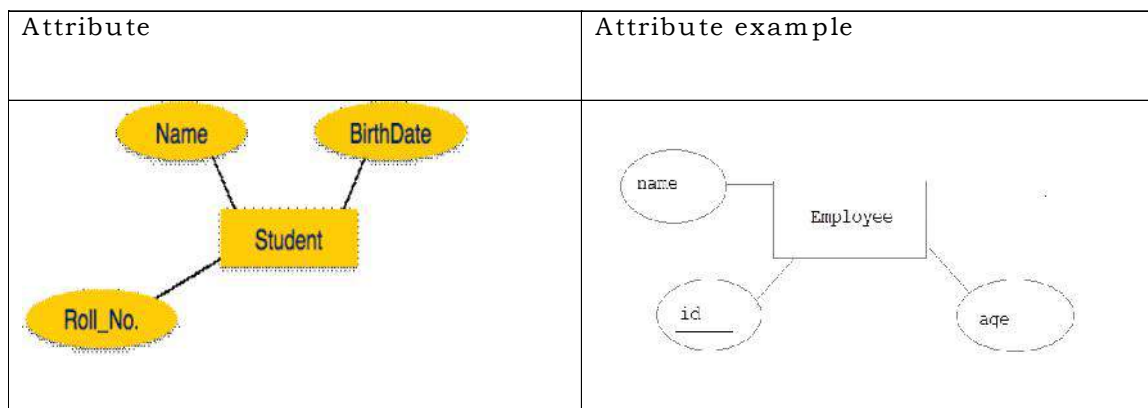 Attribute
Attribute example
Name
BirthDate
Student
Roll_No.
name
Employee
id
age